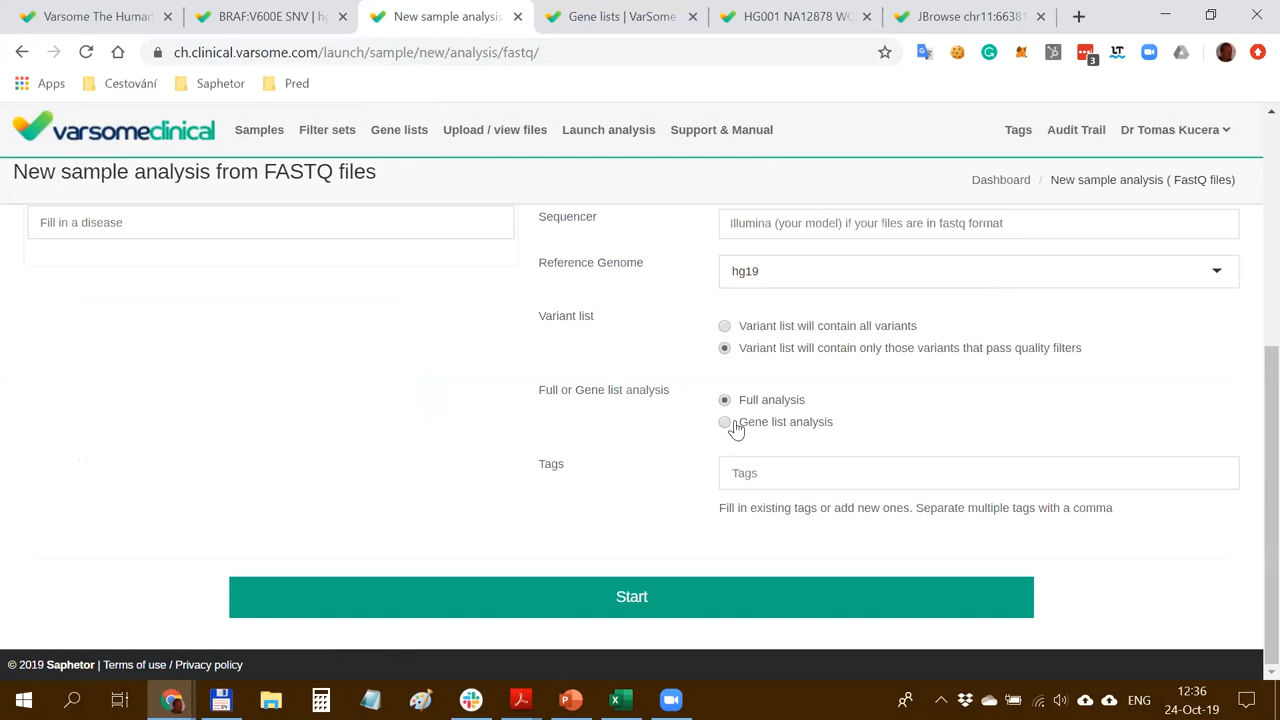 Varsome The Human
BRAF:V600E SNV | hg
New sample analysis
Gene lists | VarSome
HG001 NA12878 WC
JBrowse chr11:66381
ch.clinical.varsome.com/launch/sample/new/analysis/fastq/
3
Apps
Cestování
Saphetor
Pred
varsomeclinical
Samples
Filter sets
Gene lists
Upload / view files
Launch analysis
Support & Manual
Tags
Audit Trail
Dr Tomas Kucera
New sample analysis from FASTQ files
Dashboard / New sample analysis ( FastQ files)
Fill in a disease
Sequencer
Illumina (your model) if your files are in fastq format
Reference Genome
hg19
Variant list
Variant list will contain all variants
Variant list will contain only those variants that pass quality filters
Full or Gene list analysis
Full analysis
Gene list analysis
Tags
Tags
Fill in existing tags or add new ones. Separate multiple tags with a comma
Start
© 2019 Saphetor | Terms of use / Privacy policy
ENG
12:36
24-Oct-19